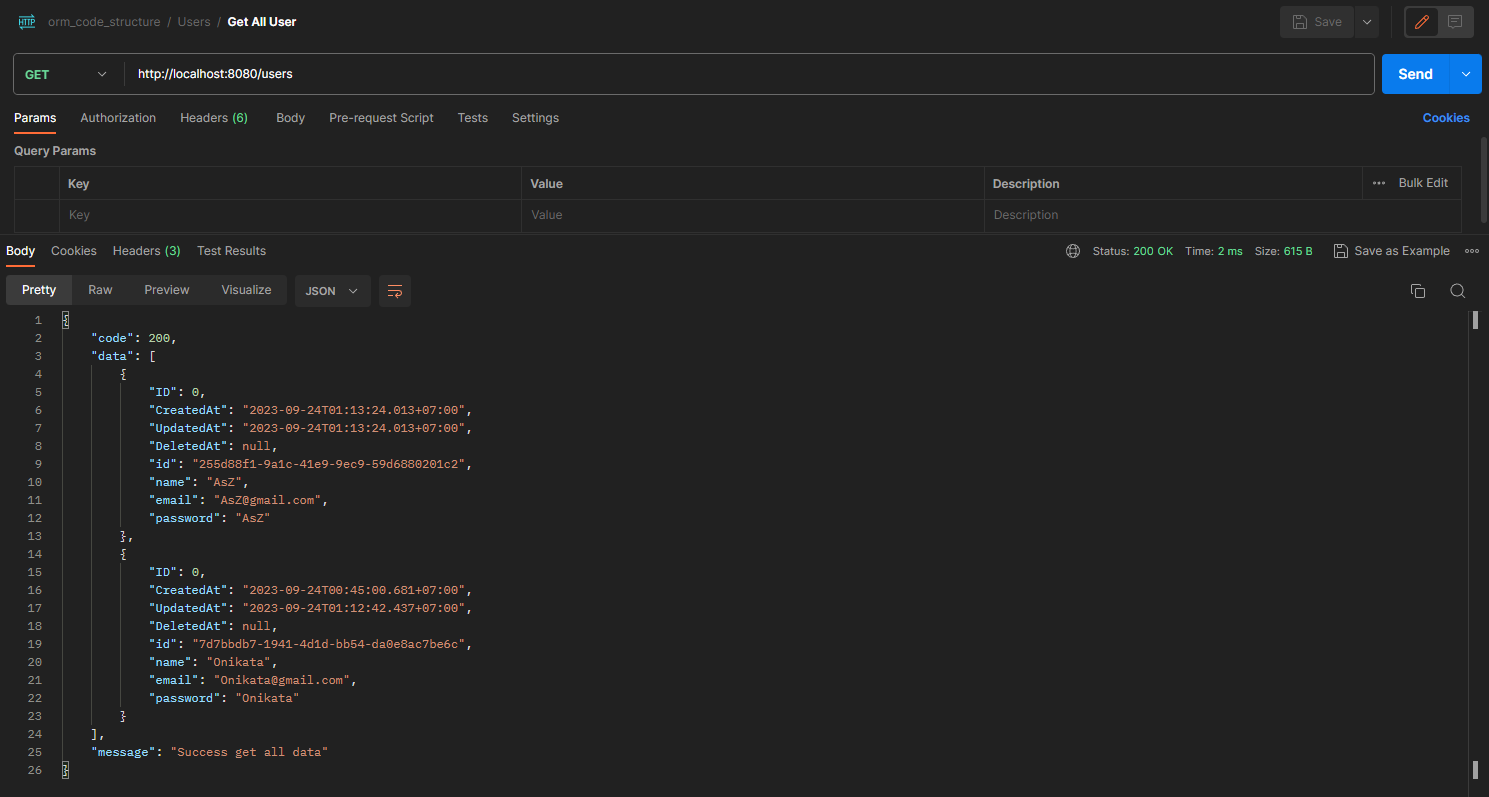 HTTP orm_code_structure / Users / Get All User Save
GET http://localhost:8080/users Send
Params Authorization Headers (6) Body Pre-request Script Tests Settings Cookies
Query Params
Key Value Description ••• Bulk Edit
Key Value Description
Body Cookies Headers (3) Test Results Status: 200 OK Time: 2 ms Size: 615 B Save as Example
Pretty Raw Preview Visualize JSON
1 {
2 "code": 200,
3 "data": [
4 {
5 "ID": 0,
6 "CreatedAt": "2023-09-24T01:13:24.013+07:00",
7 "UpdatedAt": "2023-09-24T01:13:24.013+07:00",
8 "DeletedAt": null,
9 "id": "255d88f1-9a1c-41e9-9ec9-59d6880201c2",
10 "name": "AsZ",
11 "email": "AsZ@gmail.com",
12 "password": "AsZ"
13 },
14 {
15 "ID": 0,
16 "CreatedAt": "2023-09-24T00:45:00.681+07:00",
17 "UpdatedAt": "2023-09-24T01:12:42.437+07:00",
18 "DeletedAt": null,
19 "id": "7d7bbdb7-1941-4d1d-bb54-da0e8ac7be6c",
20 "name": "Onikata",
21 "email": "Onikata@gmail.com",
22 "password": "Onikata"
23 }
24 ],
25 "message": "Success get all data"
26 }